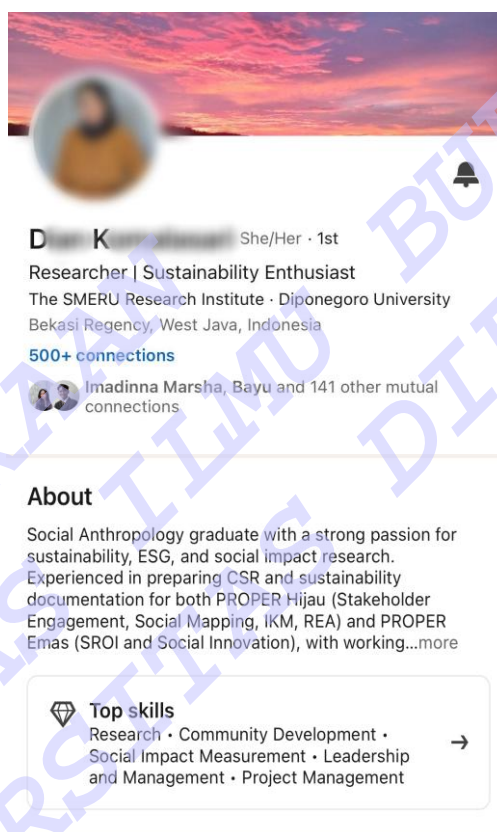 D K She/Her · 1st
Researcher | Sustainability Enthusiast
The SMERU Research Institute · Diponegoro University
Bekasi Regency, West Java, Indonesia
500+ connections
Imadinna Marsha, Bayu and 141 other mutual
connections
About
Social Anthropology graduate with a strong passion for
sustainability, ESG, and social impact research.
Experienced in preparing CSR and sustainability
documentation for both PROPER Hijau (Stakeholder
Engagement, Social Mapping, IKM, REA) and PROPER
Emas (SROI and Social Innovation), with working...more
Top skills
Research • Community Development •
Social Impact Measurement • Leadership
and Management • Project Management